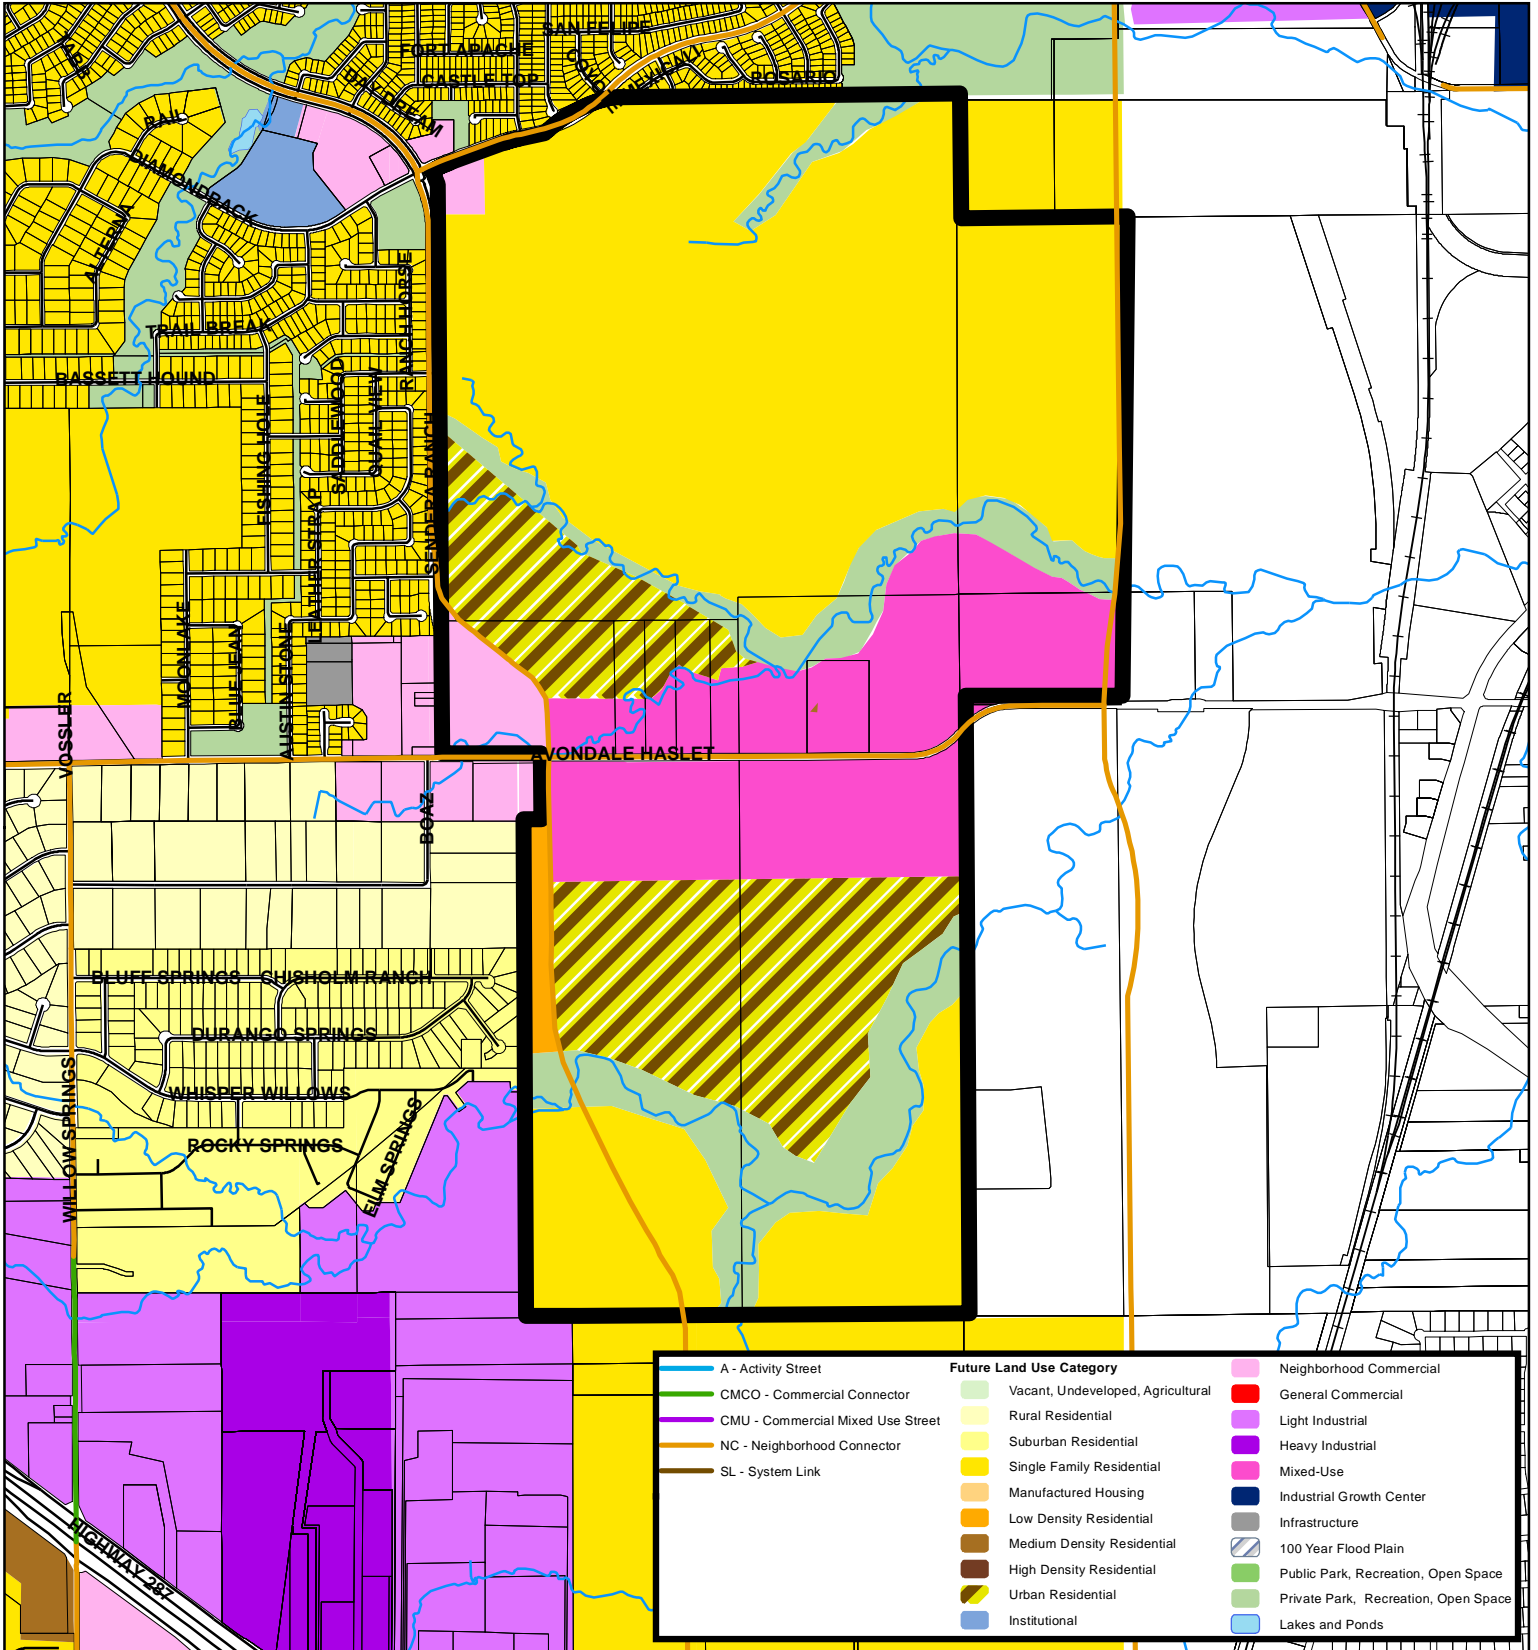 SAN FELIPE
FORT APACHE
CASTLE TOP
DAY DREAM
COYO
MEXICALI
ROSARIO
TARB
RAIL
DIAMONDBACK
ALTERNA
TRAIL BREAK
BASSETT HOUND
RANCH HORSE
SADDLEWOOD
QUAIL VIEW
FISHING HOLE
SENDERA RANCH
LEATHER STRAP
MOONLAKE
BLUE JEAN
AUSTIN STONE
VOSSLER
AVONDALE HASLET
BOAZ
BLUFF SPRINGS
CHISHOLM RANCH
DURANGO SPRINGS
WHISPER WILLOWS
ROCKY SPRINGS
ELM SPRINGS
WILLOW SPRINGS
HIGHWAY 287
A - Activity Street
CMCO - Commercial Connector
CMU - Commercial Mixed Use Street
NC - Neighborhood Connector
SL - System Link
Future Land Use Category
Vacant, Undeveloped, Agricultural
Rural Residential
Suburban Residential
Single Family Residential
Manufactured Housing
Low Density Residential
Medium Density Residential
High Density Residential
Urban Residential
Institutional
Neighborhood Commercial
General Commercial
Light Industrial
Heavy Industrial
Mixed-Use
Industrial Growth Center
Infrastructure
100 Year Flood Plain
Public Park, Recreation, Open Space
Private Park, Recreation, Open Space
Lakes and Ponds